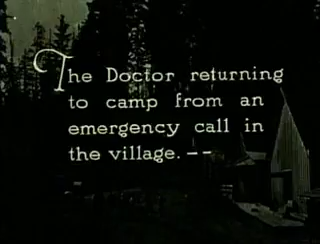 The Doctor returning
to camp from an
emergency call in
the village. – –